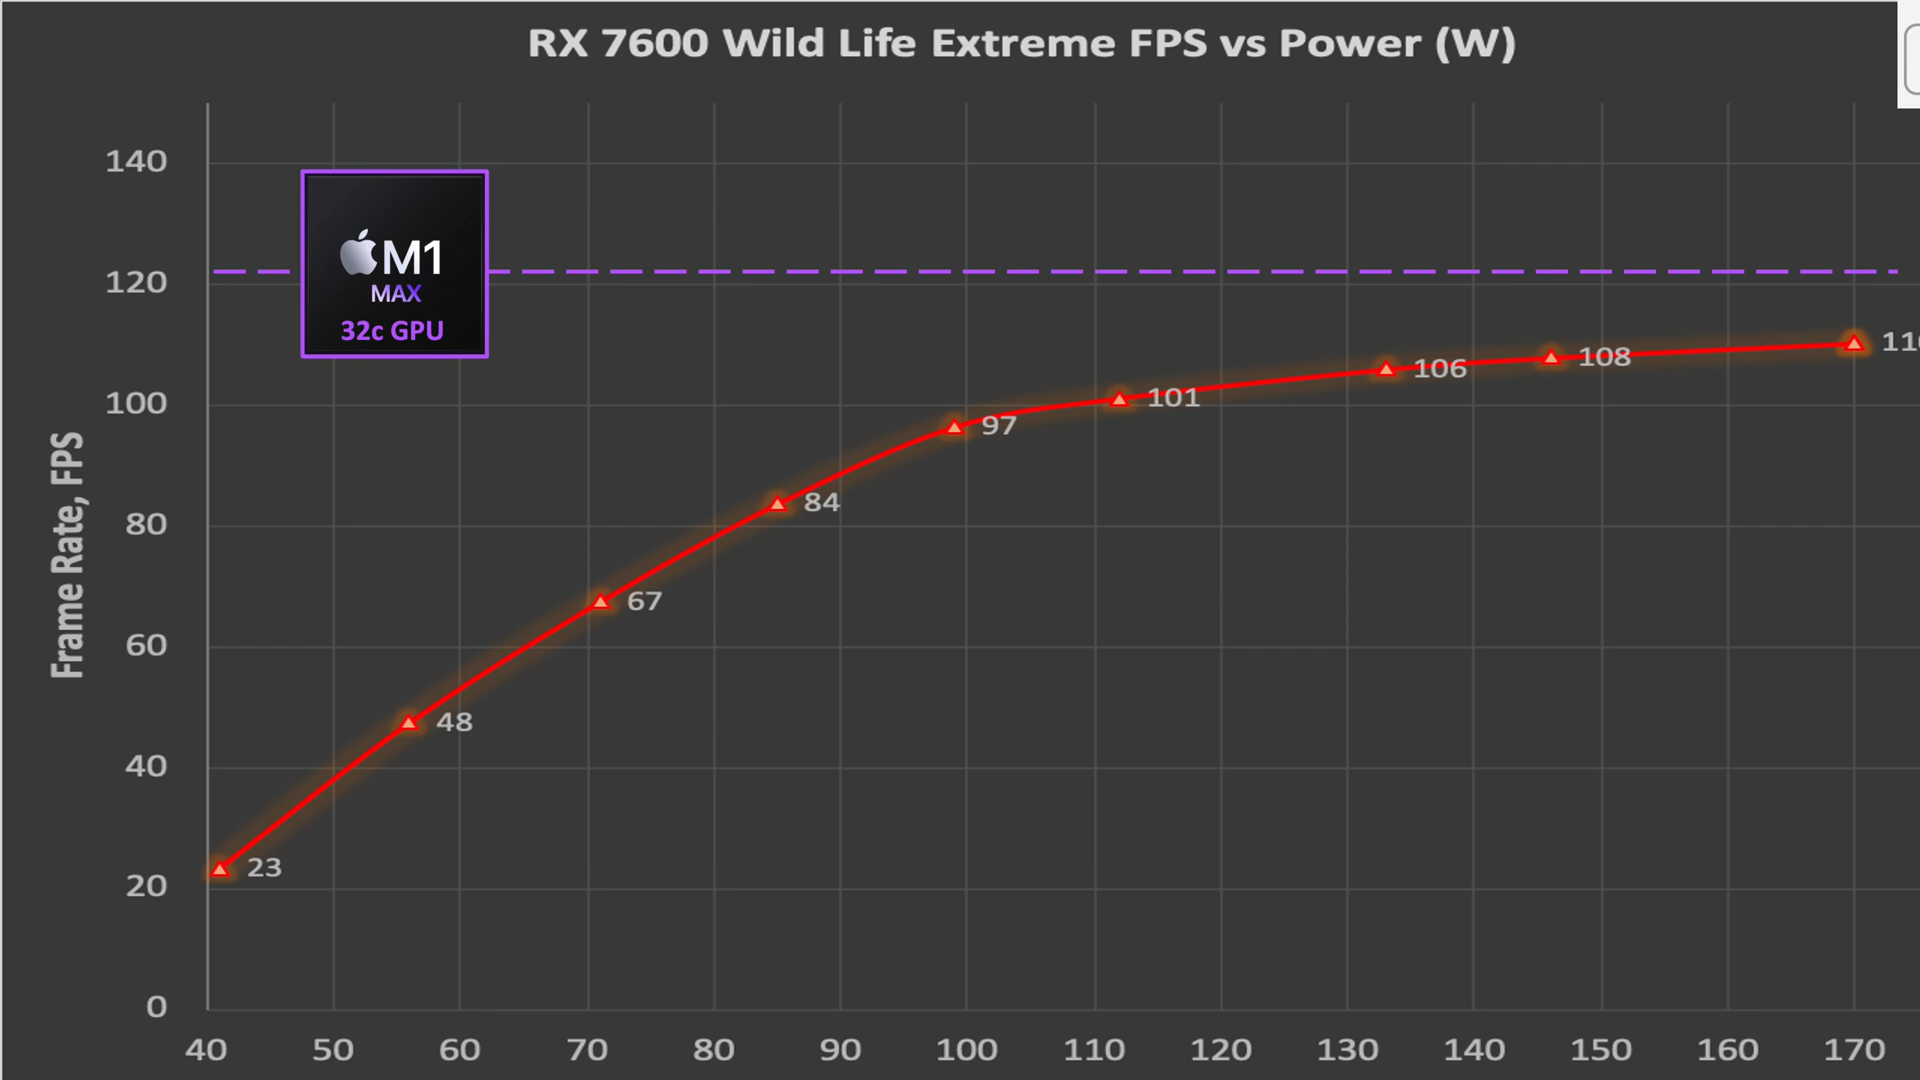 RX 7600 Wild Life Extreme FPS vs Power (W)
140
M1
MAX
32c GPU
120
110
108
106
101
100
97
84
80
67
60
48
40
23
20
0
Frame Rate, FPS
40 50 60 70 80 90 100 110 120 130 140 150 160 170